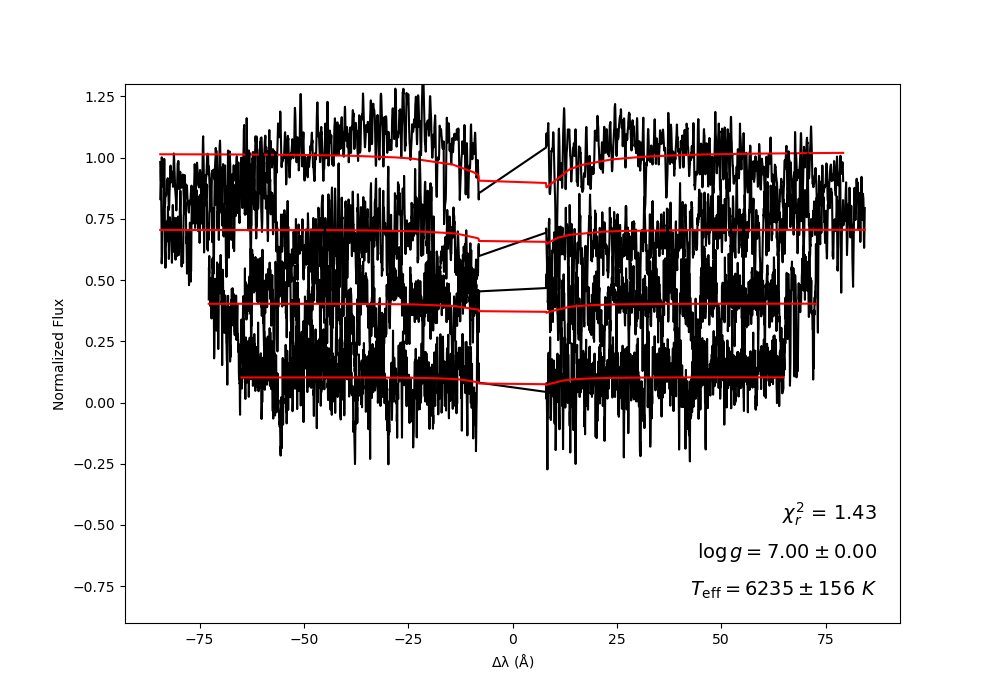 1.25
1.00
0.75
0.50
0.25
0.00
−0.25
−0.50
−0.75
Normalized Flux
χ²ᵣ = 1.43
log g = 7.00 ± 0.00
T_eff = 6235 ± 156 K
−75 −50 −25 0 25 50 75
Δλ (Å)